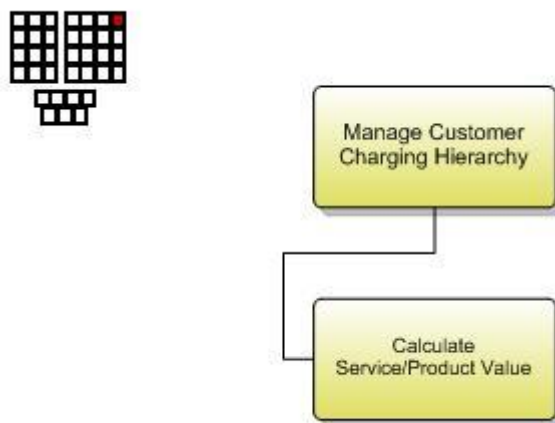 Manage Customer
Charging Hierarchy
Calculate
Service/Product Value